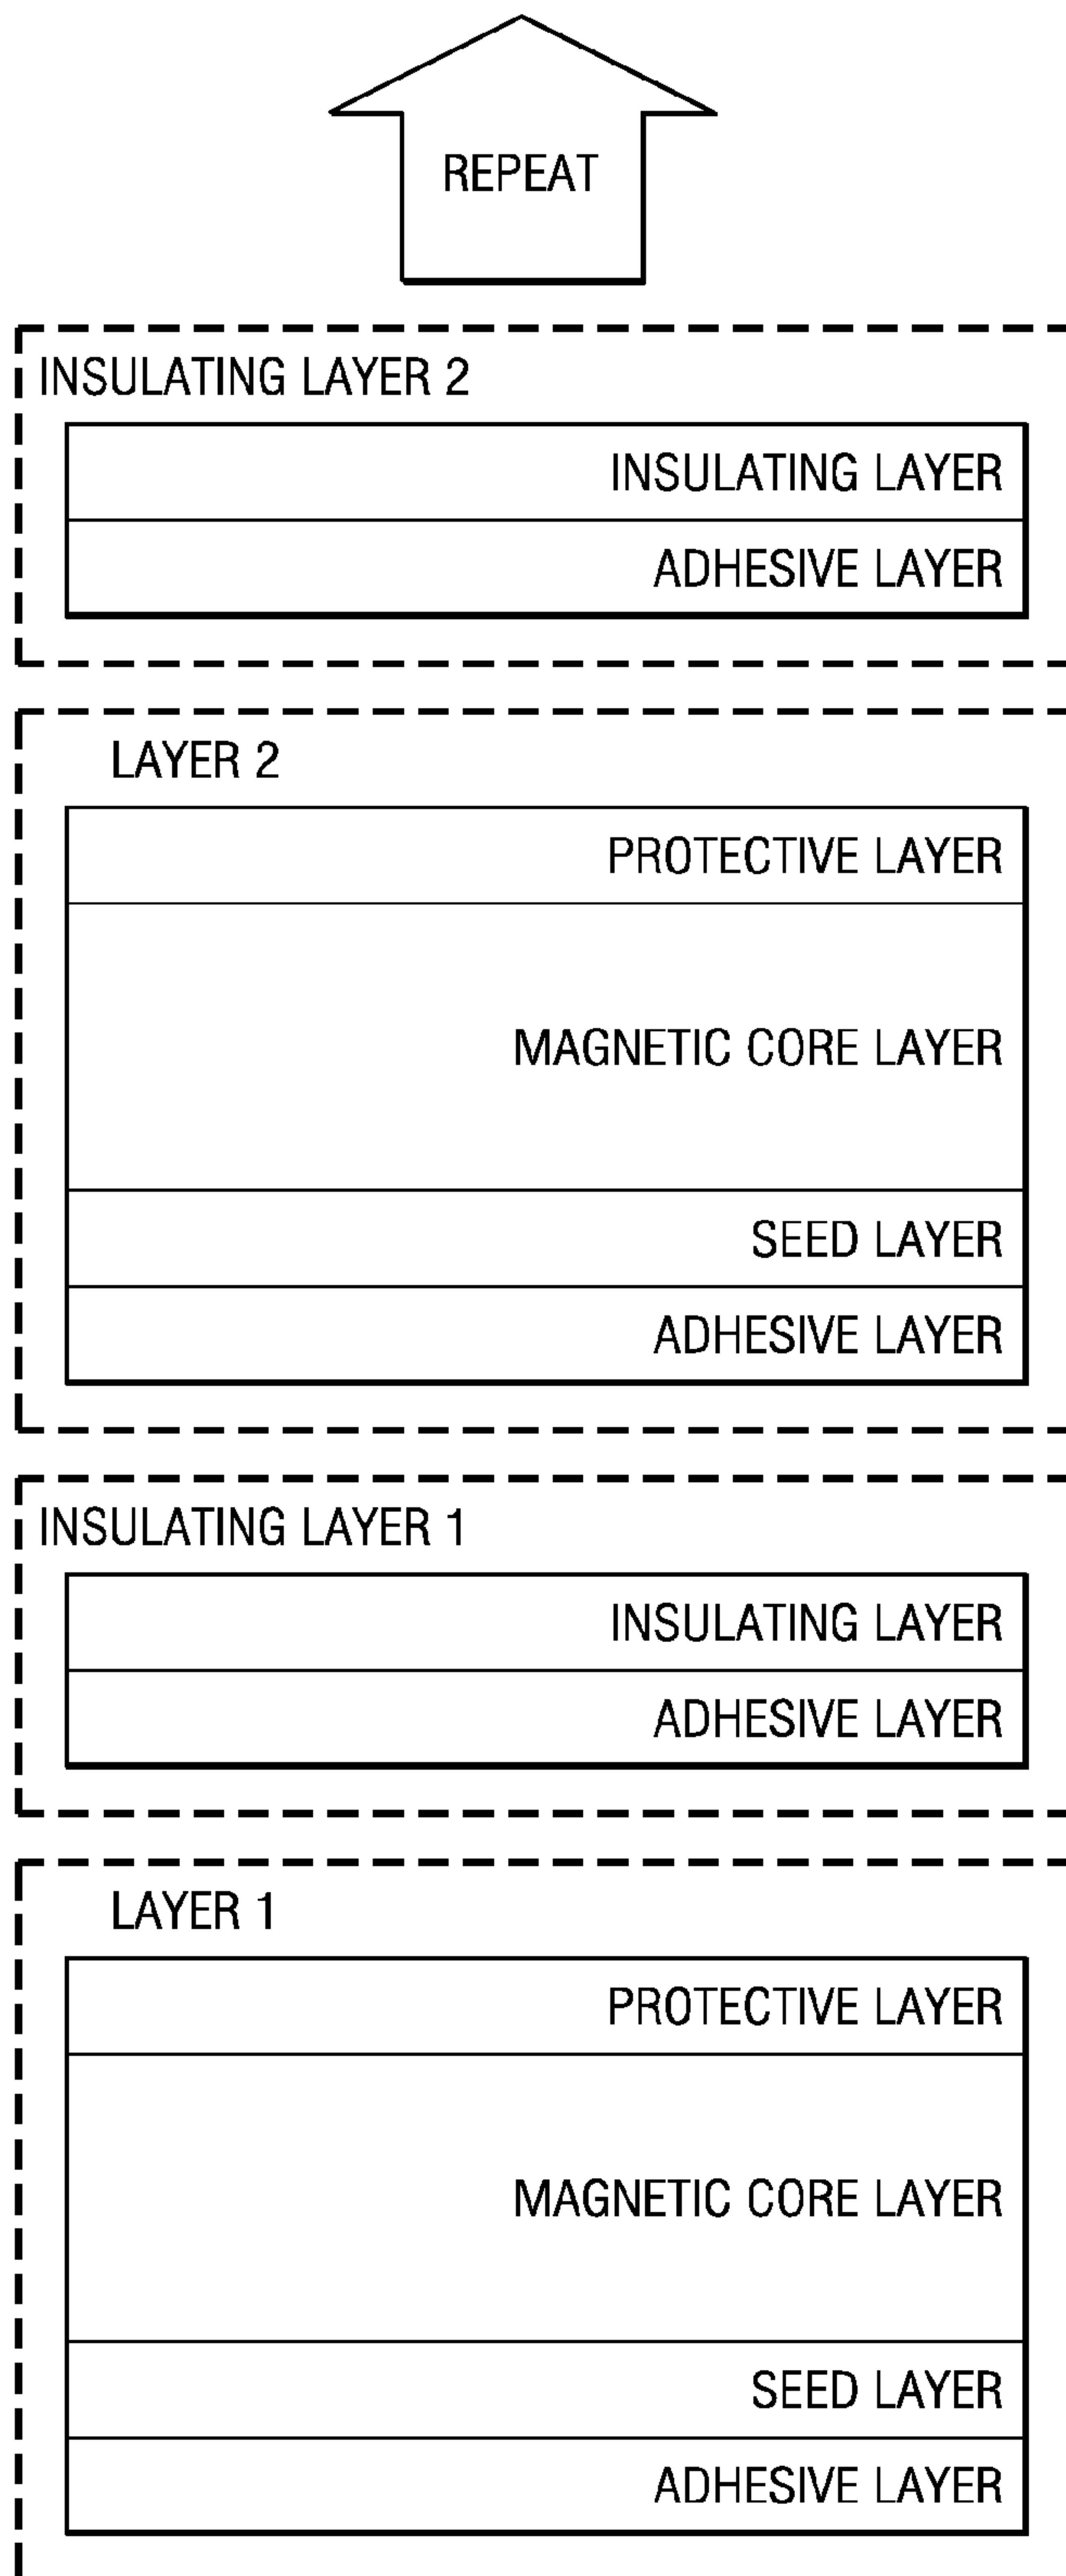 REPEAT
INSULATING LAYER 2
INSULATING LAYER
ADHESIVE LAYER
LAYER 2
PROTECTIVE LAYER
MAGNETIC CORE LAYER
SEED LAYER
ADHESIVE LAYER
INSULATING LAYER 1
INSULATING LAYER
ADHESIVE LAYER
LAYER 1
PROTECTIVE LAYER
MAGNETIC CORE LAYER
SEED LAYER
ADHESIVE LAYER